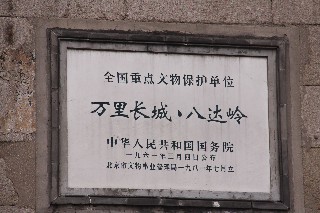 全国重点文物保护单位
万里长城、八达岭
中华人民共和国国务院
一九六一年三月四日公布
北京市文物事业管理局一九八一年七月立